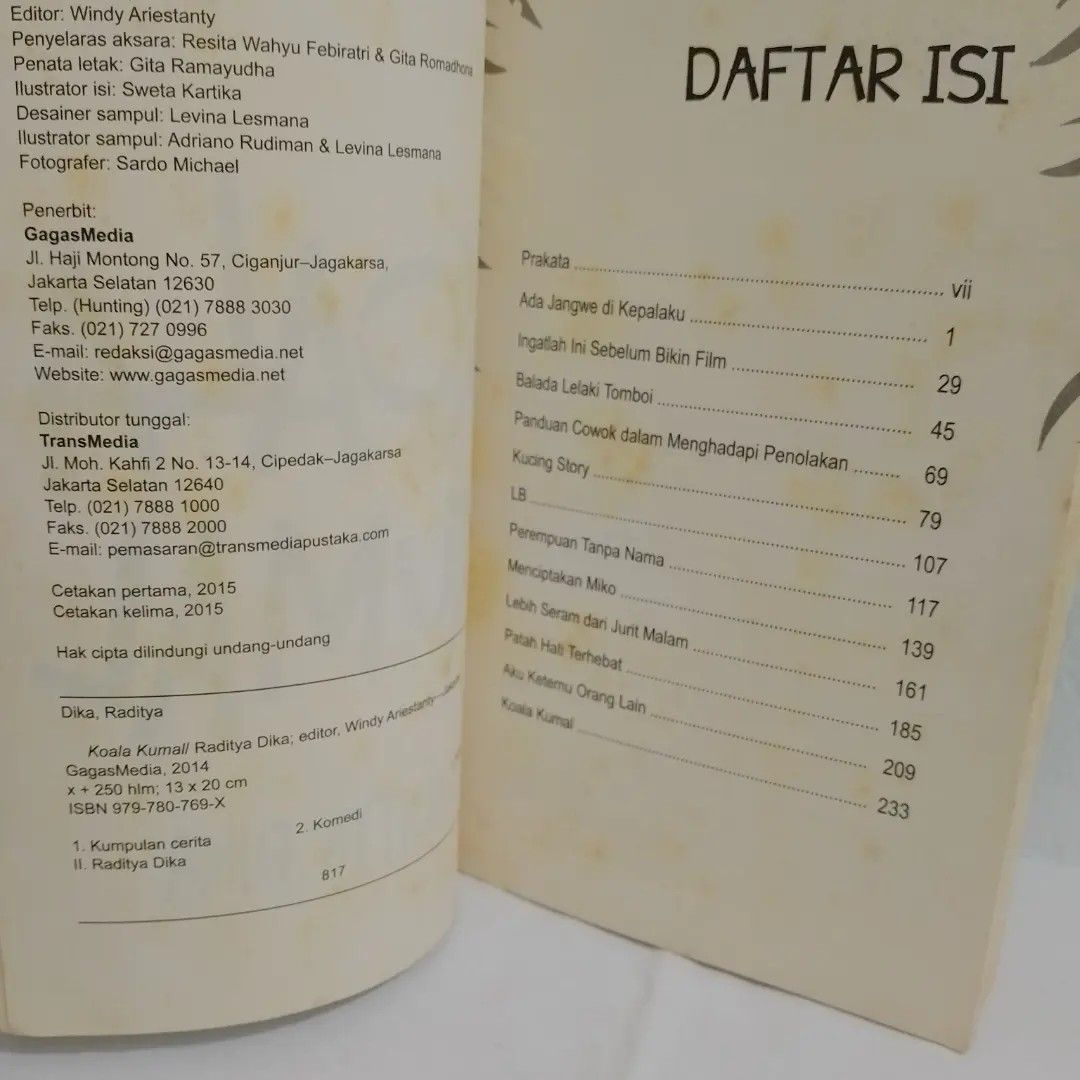 Editor: Windy Ariestanty
Penyelaras aksara: Resita Wahyu Febiratri & Gita Romadhona
Penata letak: Gita Ramayudha
Ilustrator isi: Sweta Kartika
Desainer sampul: Levina Lesmana
Ilustrator sampul: Adriano Rudiman & Levina Lesmana
Fotografer: Sardo Michael
Penerbit:
GagasMedia
Jl. Haji Montong No. 57, Ciganjur–Jagakarsa,
Jakarta Selatan 12630
Telp. (Hunting) (021) 7888 3030
Faks. (021) 727 0996
E-mail: redaksi@gagasmedia.net
Website: www.gagasmedia.net
Distributor tunggal:
TransMedia
Jl. Moh. Kahfi 2 No. 13-14, Cipedak–Jagakarsa
Jakarta Selatan 12640
Telp. (021) 7888 1000
Faks. (021) 7888 2000
E-mail: pemasaran@transmediapustaka.com
Cetakan pertama, 2015
Cetakan kelima, 2015
Hak cipta dilindungi undang-undang
Dika, Raditya
Koala Kumal/ Raditya Dika; editor, Windy Ariestanty—
GagasMedia, 2014
x + 250 hlm; 13 x 20 cm
ISBN 979-780-769-X
1. Kumpulan cerita 2. Komedi
II. Raditya Dika
817
DAFTAR ISI
Prakata ........ vii
Ada Jangwe di Kepalaku ........ 1
Ingatlah Ini Sebelum Bikin Film ........ 29
Balada Lelaki Tomboi ........ 45
Panduan Cowok dalam Menghadapi Penolakan ........ 69
Kucing Story ........ 79
LB ........ 107
Perempuan Tanpa Nama ........ 117
Menciptakan Miko ........ 139
Lebih Seram dari Jurit Malam ........ 161
Patah Hati Terhebat ........ 185
Aku Ketemu Orang Lain ........ 209
Koala Kumal ........ 233